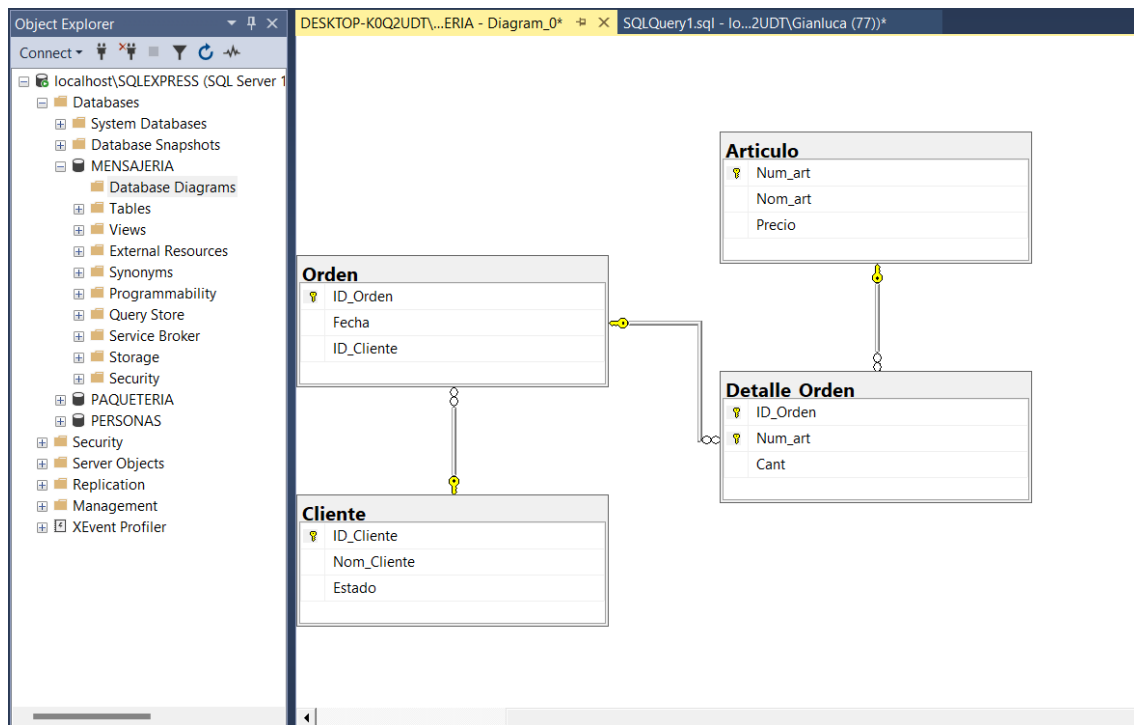 Object Explorer
Connect
localhost\SQLEXPRESS (SQL Server 1
Databases
System Databases
Database Snapshots
MENSAJERIA
Database Diagrams
Tables
Views
External Resources
Synonyms
Programmability
Query Store
Service Broker
Storage
Security
PAQUETERIA
PERSONAS
Security
Server Objects
Replication
Management
XEvent Profiler
DESKTOP-K0Q2UDT\...ERIA - Diagram_0*
SQLQuery1.sql - lo...2UDT\Gianluca (77))*
Articulo
Num_art
Nom_art
Precio
Orden
ID_Orden
Fecha
ID_Cliente
Detalle_Orden
ID_Orden
Num_art
Cant
Cliente
ID_Cliente
Nom_Cliente
Estado